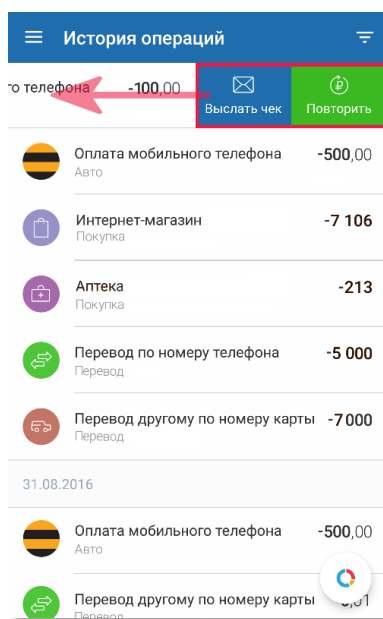 История операций
го телефона -100,00 Выслать чек Повторить
Оплата мобильного телефона -500,00
Авто
Интернет-магазин -7 106
Покупка
Аптека -213
Покупка
Перевод по номеру телефона -5 000
Перевод
Перевод другому по номеру карты -7 000
Перевод
31.08.2016
Оплата мобильного телефона -500,00
Авто
Перевод другому по номеру карты
Перевод